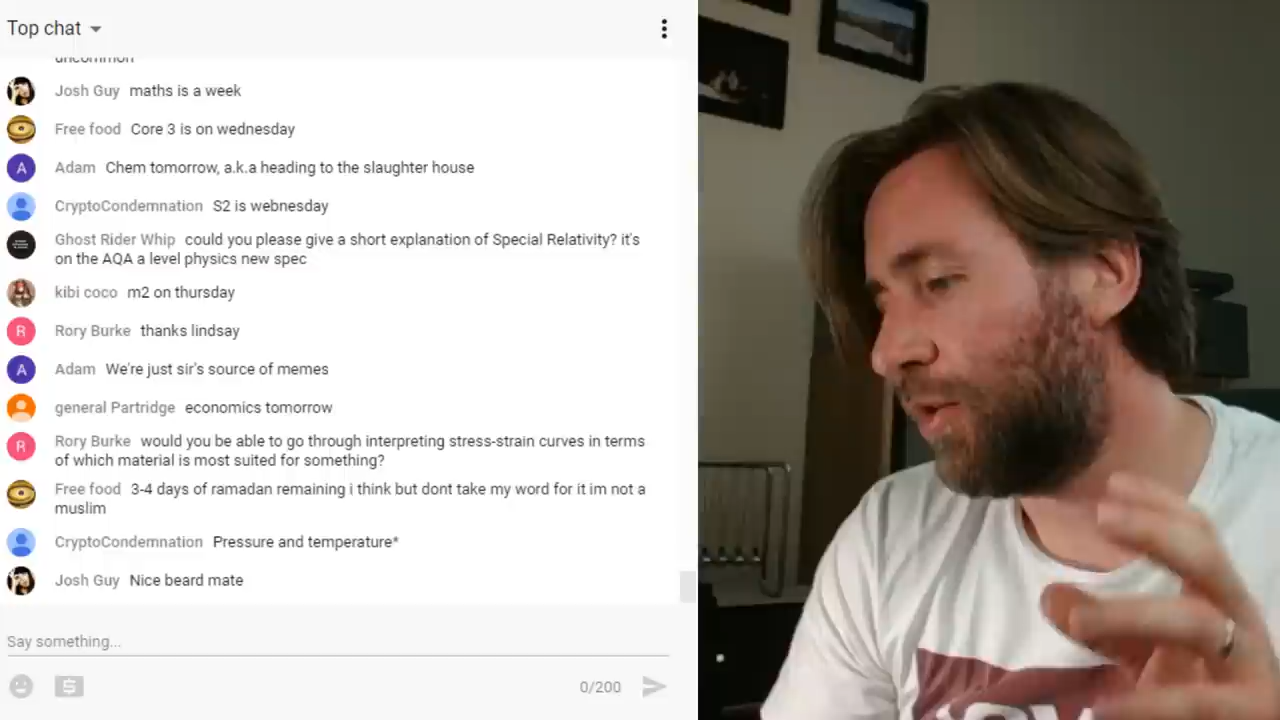 Top chat
uncommon
Josh Guy maths is a week
Free food Core 3 is on wednesday
A Adam Chem tomorrow, a.k.a heading to the slaughter house
CryptoCondemnation S2 is webnesday
Ghost Rider Whip could you please give a short explanation of Special Relativity? it's
on the AQA a level physics new spec
kibi coco m2 on thursday
R Rory Burke thanks lindsay
A Adam We're just sir's source of memes
general Partridge economics tomorrow
R Rory Burke would you be able to go through interpreting stress-strain curves in terms
of which material is most suited for something?
Free food 3-4 days of ramadan remaining i think but dont take my word for it im not a
muslim
CryptoCondemnation Pressure and temperature*
Josh Guy Nice beard mate
Say something...
0/200